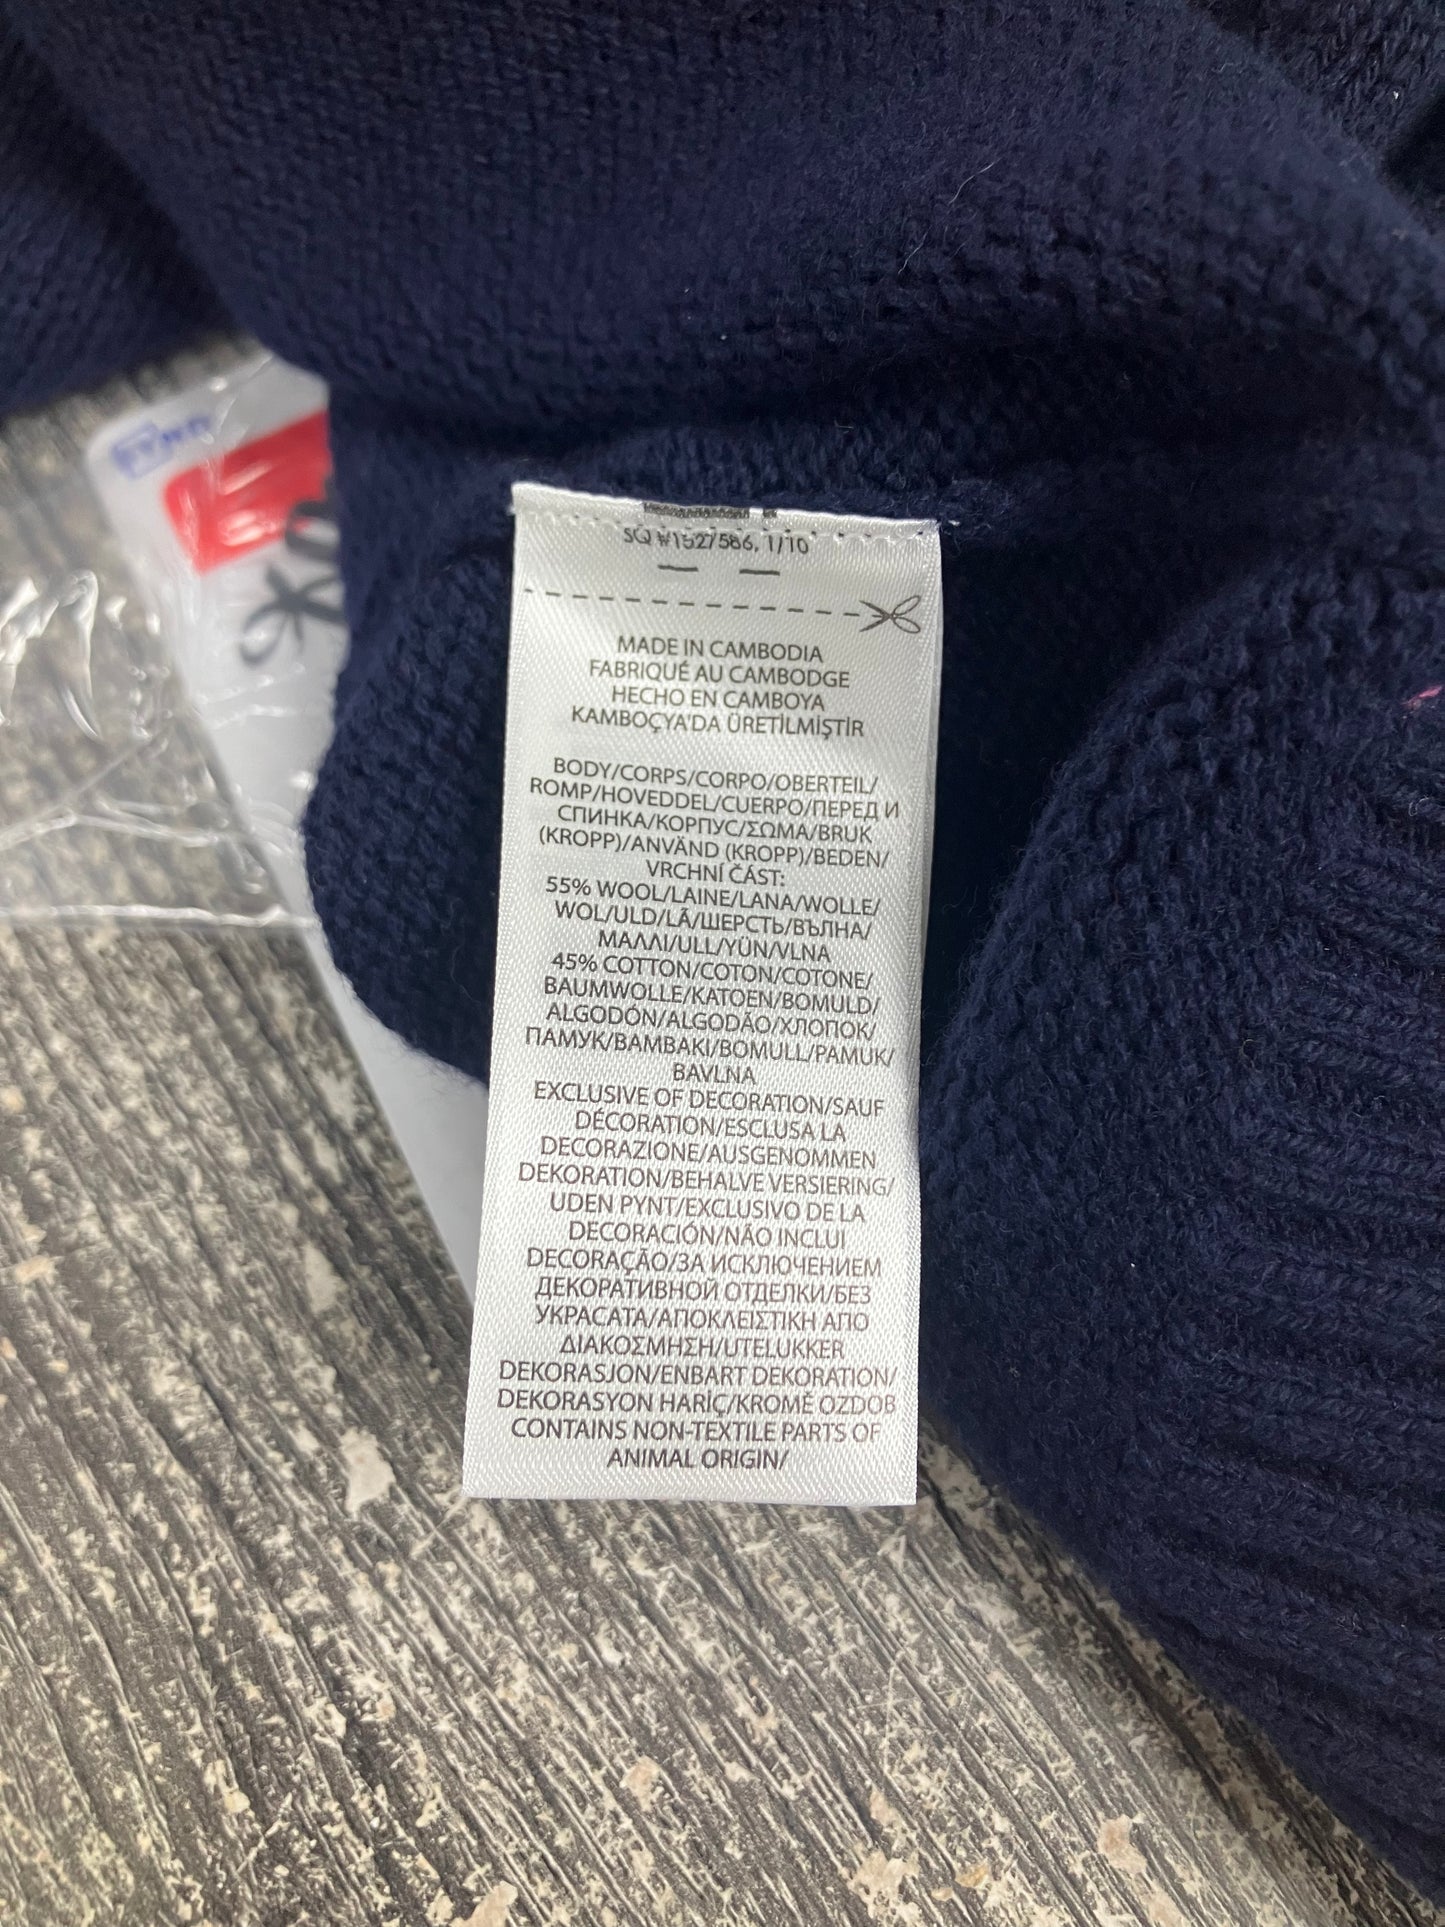 SQ #1527586, 1/10
MADE IN CAMBODIA
FABRIQUÉ AU CAMBODGE
HECHO EN CAMBOYA
KAMBOÇYA'DA ÜRETİLMİŞTİR
BODY/CORPS/CORPO/OBERTEIL/
ROMP/HOVEDDEL/CUERPO/ПЕРЕД И
СПИНКА/КОРПУС/ΣΩΜΑ/BRUK
(KROPP)/ANVÄND (KROPP)/BEDEN/
VRCHNÍ ČÁST:
55% WOOL/LAINE/LANA/WOLLE/
WOL/ULD/LÃ/ШЕРСТЬ/ВЪЛНА/
ΜΑΛΛΙ/ULL/YÜN/VLNA
45% COTTON/COTON/COTONE/
BAUMWOLLE/KATOEN/BOMULD/
ALGODÓN/ALGODÃO/ХЛОПОК/
ПАМУК/ΒΑΜΒΑΚΙ/BOMULL/PAMUK/
BAVLNA
EXCLUSIVE OF DECORATION/SAUF
DÉCORATION/ESCLUSA LA
DECORAZIONE/AUSGENOMMEN
DEKORATION/BEHALVE VERSIERING/
UDEN PYNT/EXCLUSIVO DE LA
DECORACIÓN/NÃO INCLUI
DECORAÇÃO/ЗА ИСКЛЮЧЕНИЕМ
ДЕКОРАТИВНОЙ ОТДЕЛКИ/БЕЗ
УКРАСАТА/ΑΠΟΚΛΕΙΣΤΙΚΗ ΑΠΟ
ΔΙΑΚΟΣΜΗΣΗ/UTELUKKER
DEKORASJON/ENBART DEKORATION/
DEKORASYON HARİÇ/KROMĚ OZDOB
CONTAINS NON-TEXTILE PARTS OF
ANIMAL ORIGIN/